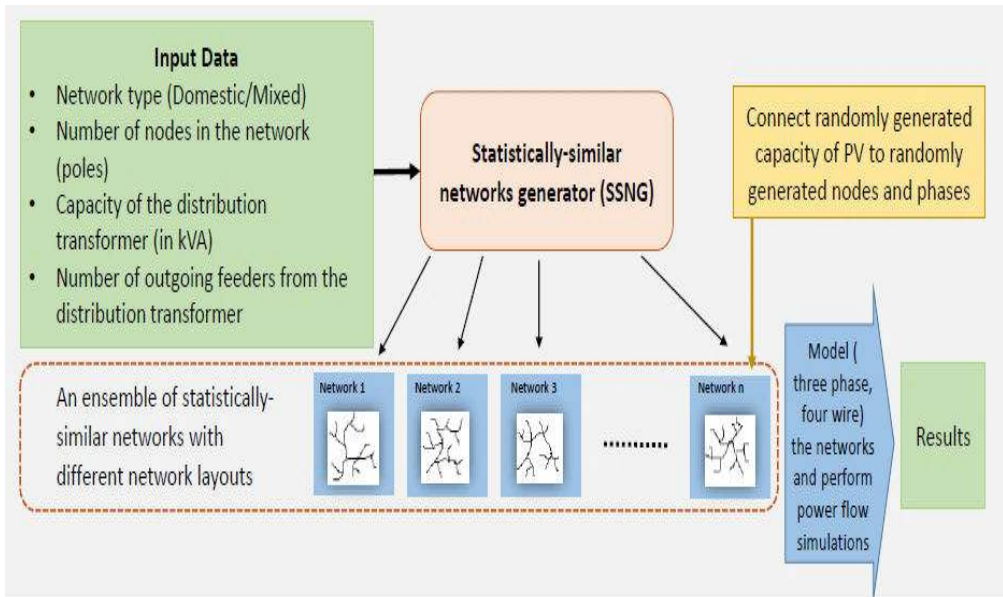 Input Data
• Network type (Domestic/Mixed)
• Number of nodes in the network
(poles)
• Capacity of the distribution
transformer (in kVA)
• Number of outgoing feeders from the
distribution transformer
Statistically-similar
networks generator (SSNG)
Connect randomly generated
capacity of PV to randomly
generated nodes and phases
An ensemble of statistically-
similar networks with
different network layouts
Network 1
Network 2
Network 3
Network n
Model (
three phase,
four wire)
the networks
and perform
power flow
simulations
Results